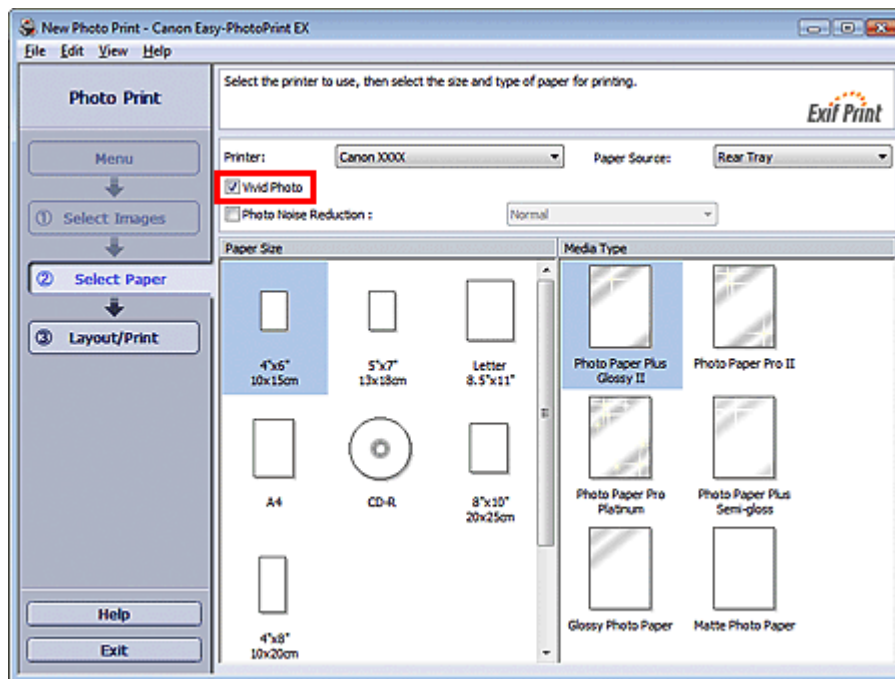 New Photo Print - Canon Easy-PhotoPrint EX
File Edit View Help
Photo Print
Menu
① Select Images
② Select Paper
③ Layout/Print
Help
Exit
Select the printer to use, then select the size and type of paper for printing.
Exif Print
Printer: Canon XXXX Paper Source: Rear Tray
Vivid Photo
Photo Noise Reduction : Normal
Paper Size
4"x6"
10x15cm
5"x7"
13x18cm
Letter
8.5"x11"
A4
CD-R
8"x10"
20x25cm
4"x8"
10x20cm
Media Type
Photo Paper Plus
Glossy II
Photo Paper Pro II
Photo Paper Pro
Platinum
Photo Paper Plus
Semi-gloss
Glossy Photo Paper
Matte Photo Paper